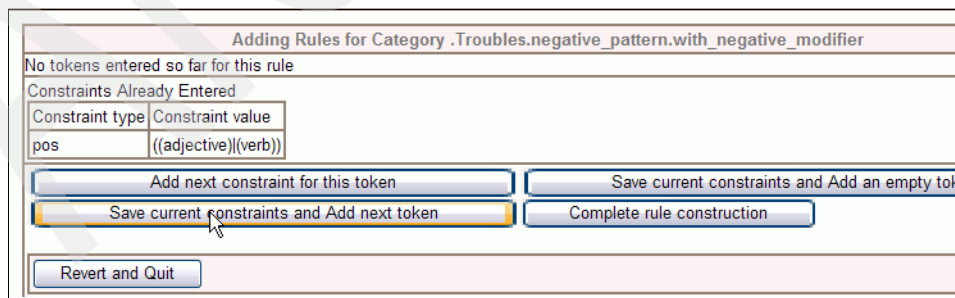 Adding Rules for Category .Troubles.negative_pattern.with_negative_modifier
No tokens entered so far for this rule
Constraints Already Entered
Constraint type Constraint value
pos ((adjective)|(verb))
Add next constraint for this token Save current constraints and Add an empty tok
Save current constraints and Add next token Complete rule construction
Revert and Quit